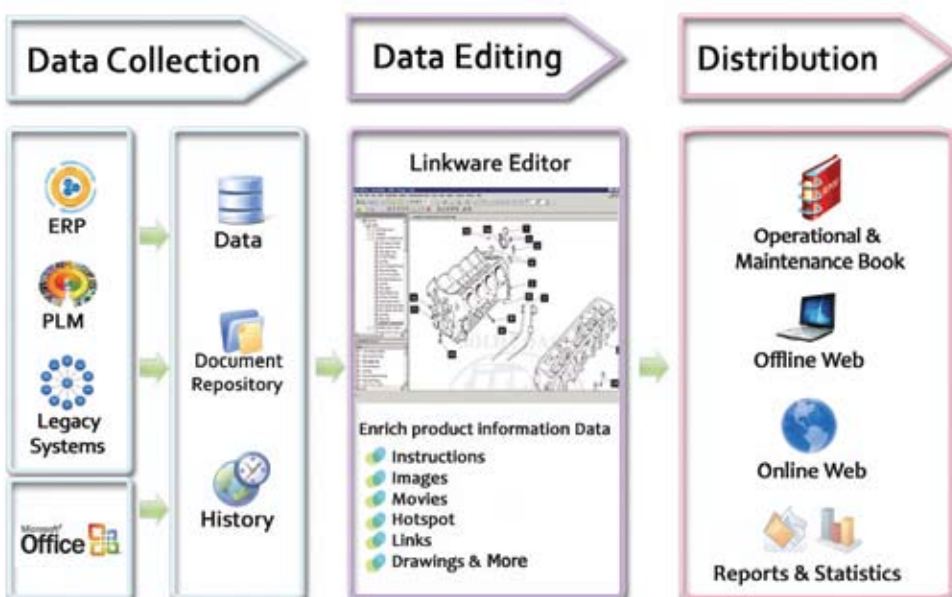 Data Collection
Data Editing
Distribution
ERP
PLM
Legacy
Systems
Microsoft
Office
Data
Document
Repository
History
Linkware Editor
Enrich product information Data
Instructions
Images
Movies
Hotspot
Links
Drawings & More
Operational &
Maintenance Book
Offline Web
Online Web
Reports & Statistics